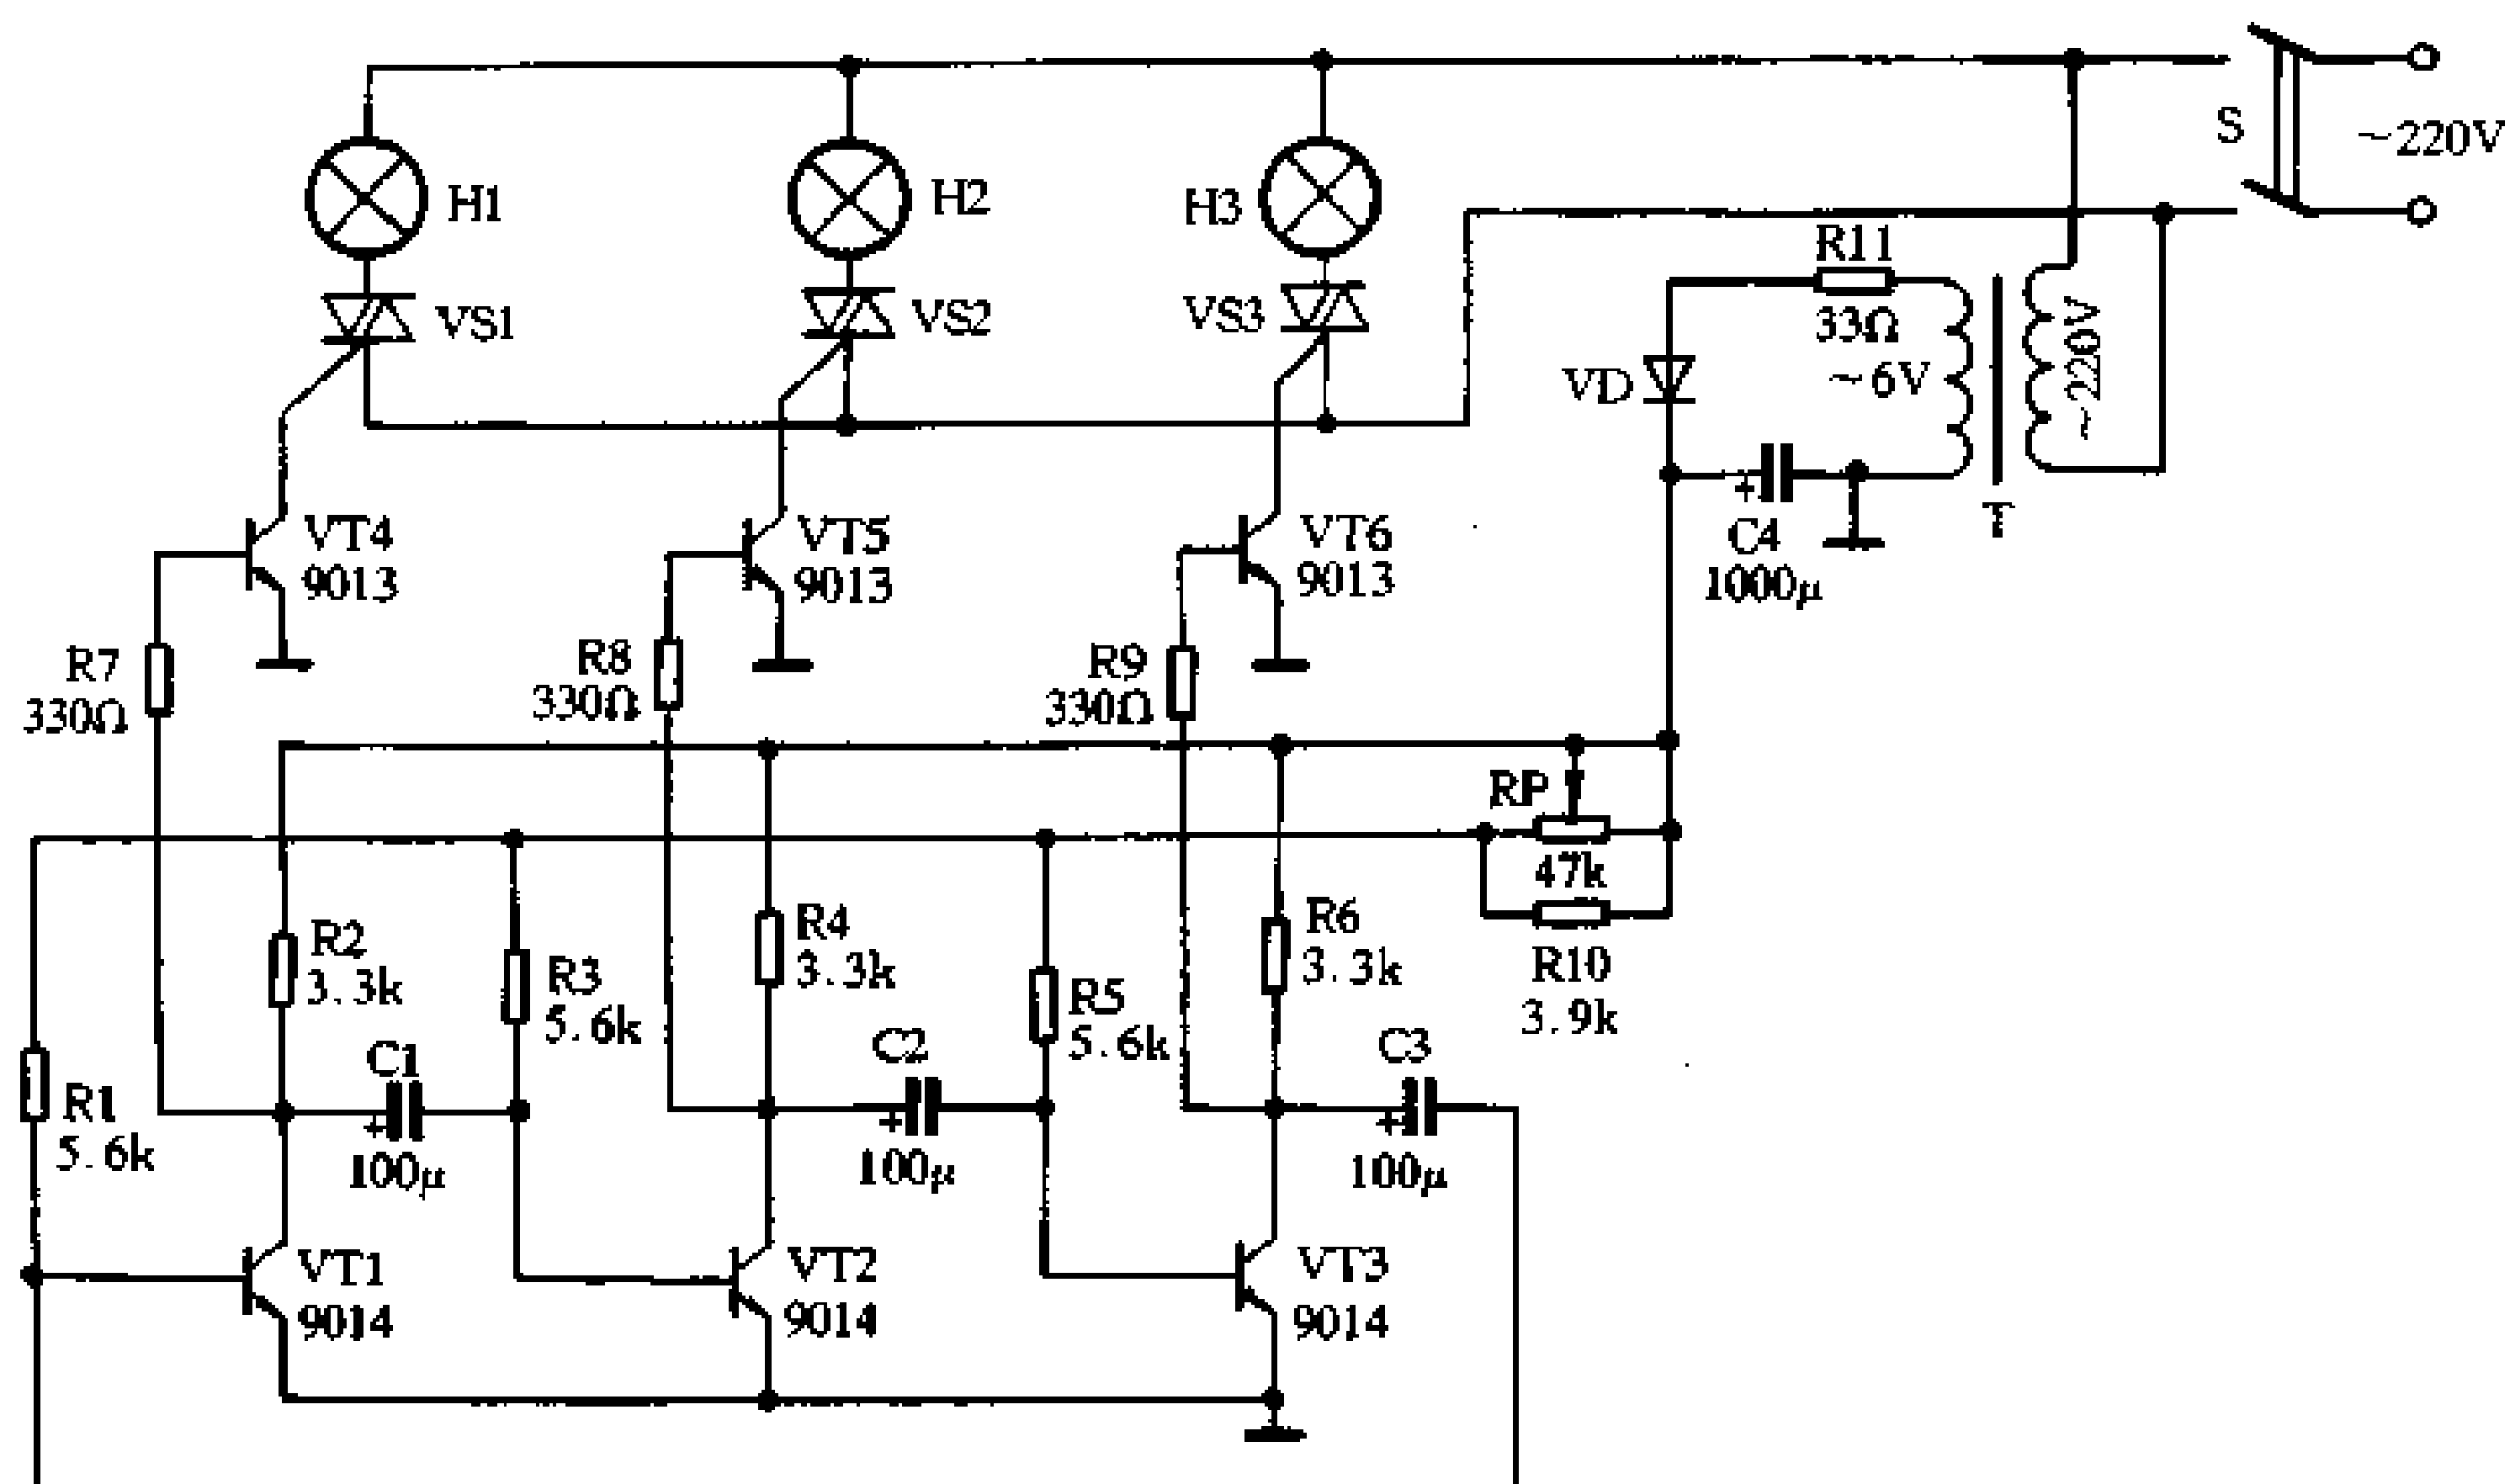 H1
H2
H3
S
~220V
VS1
VS2
VS3
R11
33Ω
~6V
~220V
VD
T
C4
1000μ
VT4
9013
VT5
9013
VT6
9013
R7
330Ω
R8
330Ω
R9
330Ω
RP
47k
R10
3.9k
R2
3.3k
R3
5.6k
R4
3.3k
R5
5.6k
R6
3.3k
R1
5.6k
C1
+
100μ
C2
+
100μ
C3
+
100μ
+
VT1
9014
VT2
9014
VT3
9014